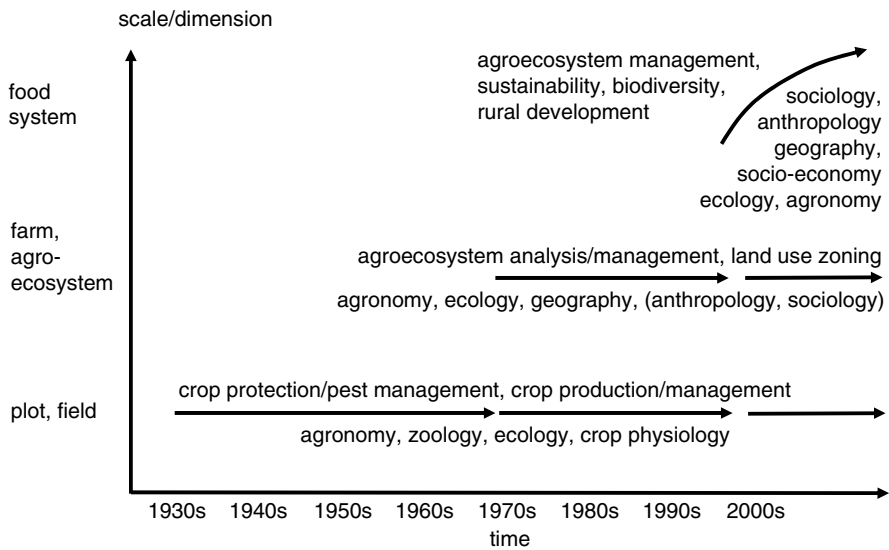 scale/dimension
food
system
agroecosystem management,
sustainability, biodiversity,
rural development
sociology,
anthropology
geography,
socio-economy
ecology, agronomy
farm,
agro-
ecosystem
agroecosystem analysis/management, land use zoning
agronomy, ecology, geography, (anthropology, sociology)
plot, field
crop protection/pest management, crop production/management
agronomy, zoology, ecology, crop physiology
1930s 1940s 1950s 1960s 1970s 1980s 1990s 2000s
time